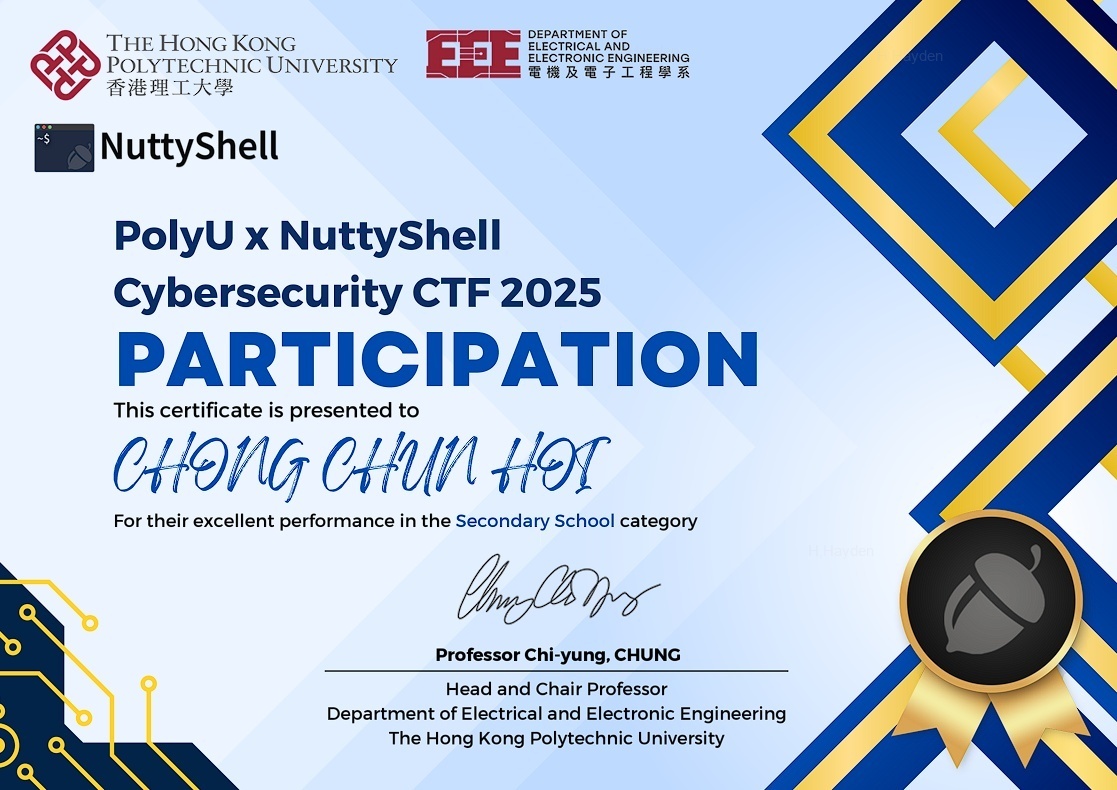 THE HONG KONG
POLYTECHNIC UNIVERSITY
香港理工大學
EEE
DEPARTMENT OF
ELECTRICAL AND
ELECTRONIC ENGINEERING
電機及電子工程學系
~$
NuttyShell
PolyU x NuttyShell
Cybersecurity CTF 2025
PARTICIPATION
This certificate is presented to
CHONG CHUN HOI
For their excellent performance in the Secondary School category
H Hayden
Professor Chi-yung, CHUNG
Head and Chair Professor
Department of Electrical and Electronic Engineering
The Hong Kong Polytechnic University